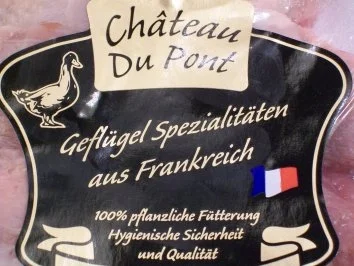 Château
Du Pont
Geflügel Spezialitäten
aus Frankreich
100% pflanzliche Fütterung
Hygienische Sicherheit
und Qualität